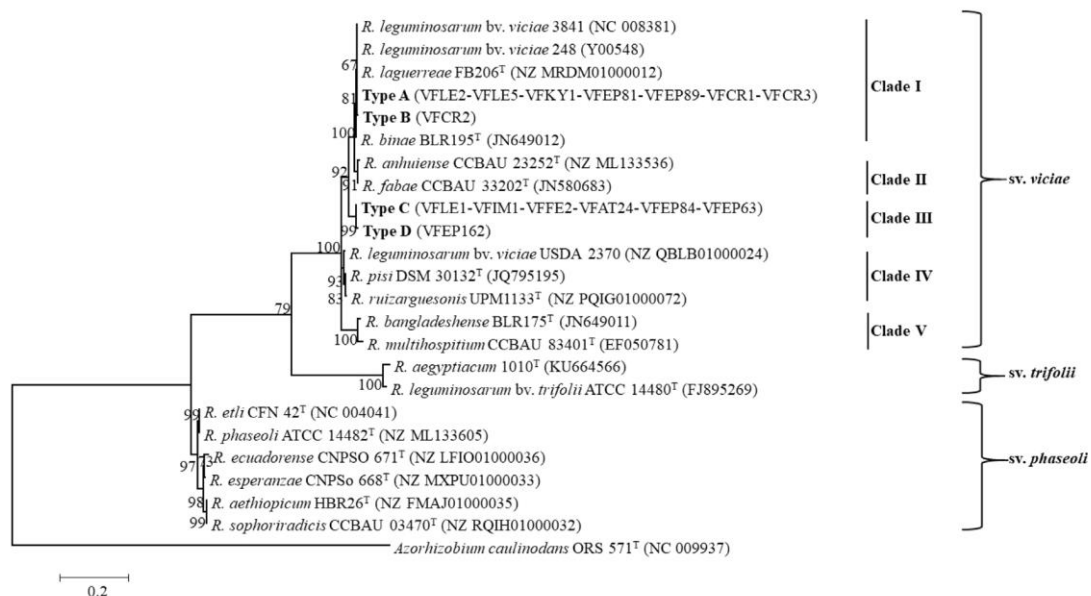 R. leguminosarum bv. viciae 3841 (NC 008381)
R. leguminosarum bv. viciae 248 (Y00548)
67
R. laguerreae FB206T (NZ MRDM01000012)
Clade I
81
Type A (VFLE2-VFLE5-VFKY1-VFEP81-VFEP89-VFCR1-VFCR3)
Type B (VFCR2)
100
R. binae BLR195T (JN649012)
R. anhuiense CCBAU 23252T (NZ ML133536)
92
Clade II
sv. viciae
91
R. fabae CCBAU 33202T (JN580683)
Type C (VFLE1-VFIM1-VFFE2-VFAT24-VFEP84-VFEP63)
Clade III
99
Type D (VFEP162)
100
R. leguminosarum bv. viciae USDA 2370 (NZ QBLB01000024)
93
R. pisi DSM 30132T (JQ795195)
Clade IV
83
R. ruizarguesonis UPM1133T (NZ PQIG01000072)
79
R. bangladeshense BLR175T (JN649011)
Clade V
100
R. multihospitium CCBAU 83401T (EF050781)
R. aegyptiacum 1010T (KU664566)
sv. trifolii
100
R. leguminosarum bv. trifolii ATCC 14480T (FJ895269)
99
R. etli CFN 42T (NC 004041)
R. phaseoli ATCC 14482T (NZ ML133605)
97
73
R. ecuadorense CNPSO 671T (NZ LFIO01000036)
sv. phaseoli
R. esperanzae CNPSo 668T (NZ MXPU01000033)
98
R. aethiopicum HBR26T (NZ FMAJ01000035)
99
R. sophoriradicis CCBAU 03470T (NZ RQIH01000032)
Azorhizobium caulinodans ORS 571T (NC 009937)
0.2